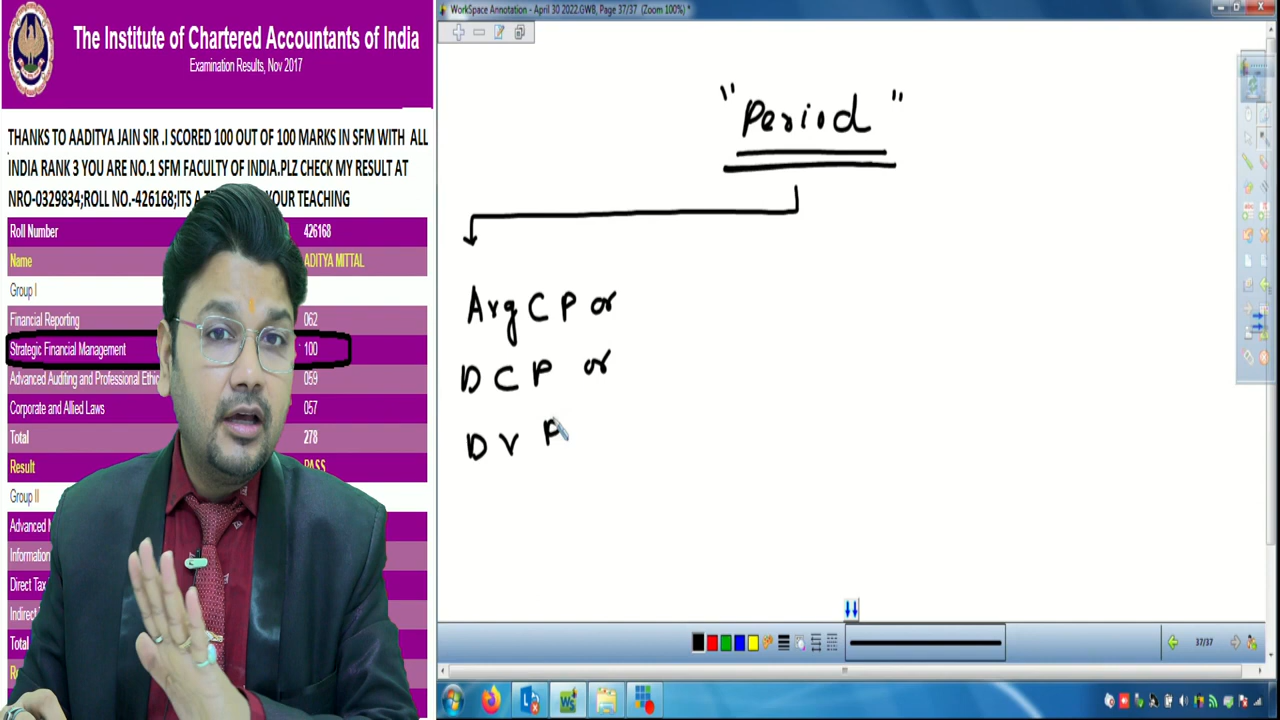 The Institute of Chartered Accountants of India
Examination Results, Nov 2017
THANKS TO AADITYA JAIN SIR .I SCORED 100 OUT OF 100 MARKS IN SFM WITH ALL
INDIA RANK 3 YOU ARE NO.1 SFM FACULTY OF INDIA.PLZ CHECK MY RESULT AT
NRO-0329834;ROLL NO.-426168;ITS A YOUR TEACHING
Roll Number 426168
Name ADITYA MITTAL
Group I
Financial Reporting 062
Strategic Financial Management 100
Advanced Auditing and Professional 059
Corporate and Allied Laws 057
Total 278
Result PASS
Group II
Advanced
Direct
Total
WorkSpace Annotation - April 30 2022.GWB, Page 37/37 (Zoom 100%) *
"Period"
Avg C P or
D C P or
D V P
37/37